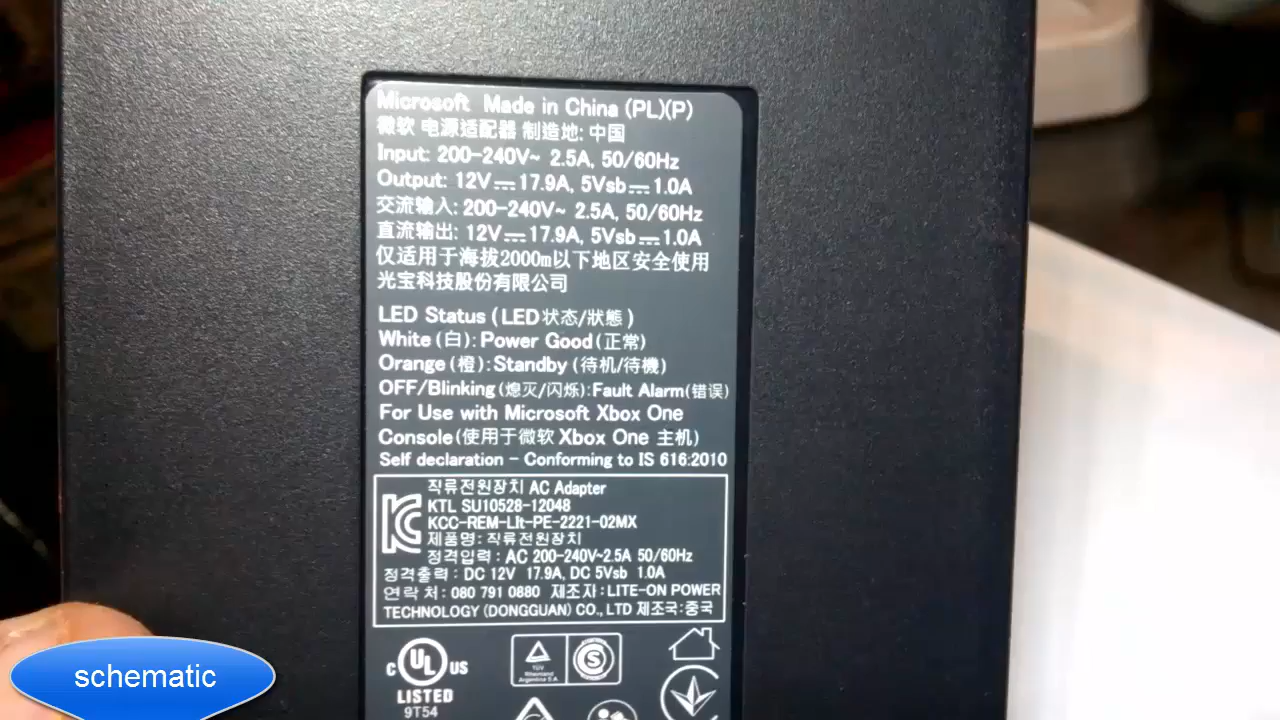 Microsoft Made in China (PL)(P)
微软 电源适配器 制造地: 中国
Input: 200-240V~ 2.5A, 50/60Hz
Output: 12V⎓17.9A, 5Vsb⎓1.0A
交流输入: 200-240V~ 2.5A, 50/60Hz
直流输出: 12V⎓17.9A, 5Vsb⎓1.0A
仅适用于海拔2000m以下地区安全使用
光宝科技股份有限公司
LED Status (LED状态/狀態)
White(白): Power Good(正常)
Orange(橙): Standby(待机/待機)
OFF/Blinking(熄灭/闪烁): Fault Alarm(错误)
For Use with Microsoft Xbox One
Console(使用于微软 Xbox One 主机)
Self declaration - Conforming to IS 616:2010
직류전원장치 AC Adapter
KTL SU10528-12048
KCC-REM-Lit-PE-2221-02MX
제품명: 직류전원장치
정격입력: AC 200-240V~2.5A 50/60Hz
정격출력: DC 12V 17.9A, DC 5Vsb 1.0A
연락처: 080 791 0880 제조자: LITE-ON POWER
TECHNOLOGY (DONGGUAN) CO., LTD 제조국:중국
C UL US
LISTED
9T54
TÜV
Rheinland
Argentina S.A.
S
schematic